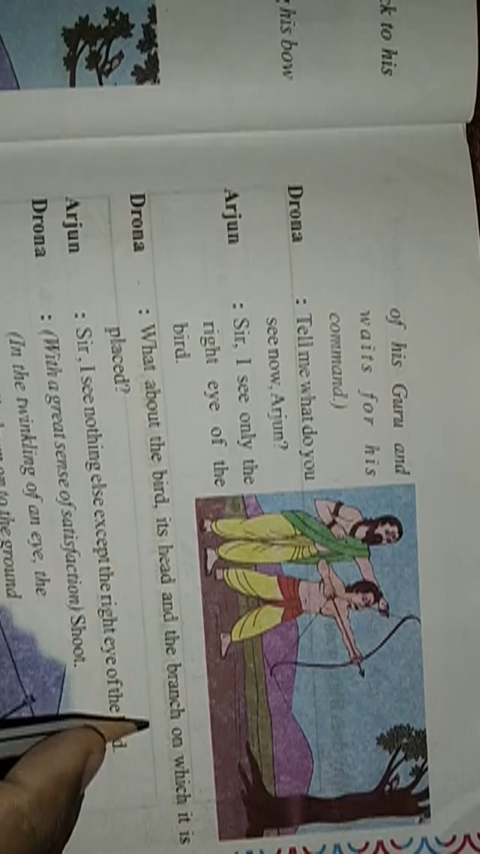 ck to his
his bow
of his Guru and
waits for his
command.)
Drona : Tell me what do you
see now, Arjun?
Arjun : Sir, I see only the
right eye of the
bird.
Drona : What about the bird, its head and the branch on which it is
placed?
Arjun : Sir, I see nothing else except the right eye of the
Drona : (With a great sense of satisfaction) Shoot.
(In the twinkling of an eye, the
to the ground